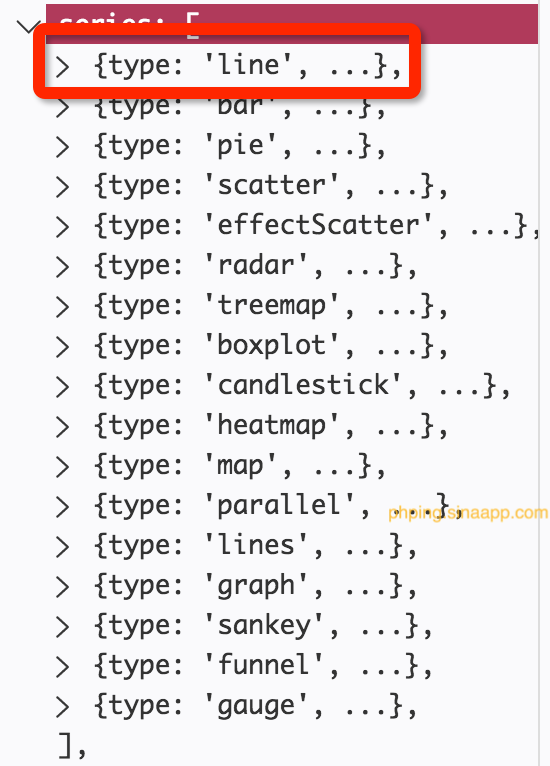 series: [
{type: 'line', ...},
{type: 'bar', ...},
{type: 'pie', ...},
{type: 'scatter', ...},
{type: 'effectScatter', ...},
{type: 'radar', ...},
{type: 'treemap', ...},
{type: 'boxplot', ...},
{type: 'candlestick', ...},
{type: 'heatmap', ...},
{type: 'map', ...},
{type: 'parallel', ...},
phping.sinaapp.com
{type: 'lines', ...},
{type: 'graph', ...},
{type: 'sankey', ...},
{type: 'funnel', ...},
{type: 'gauge', ...},
],